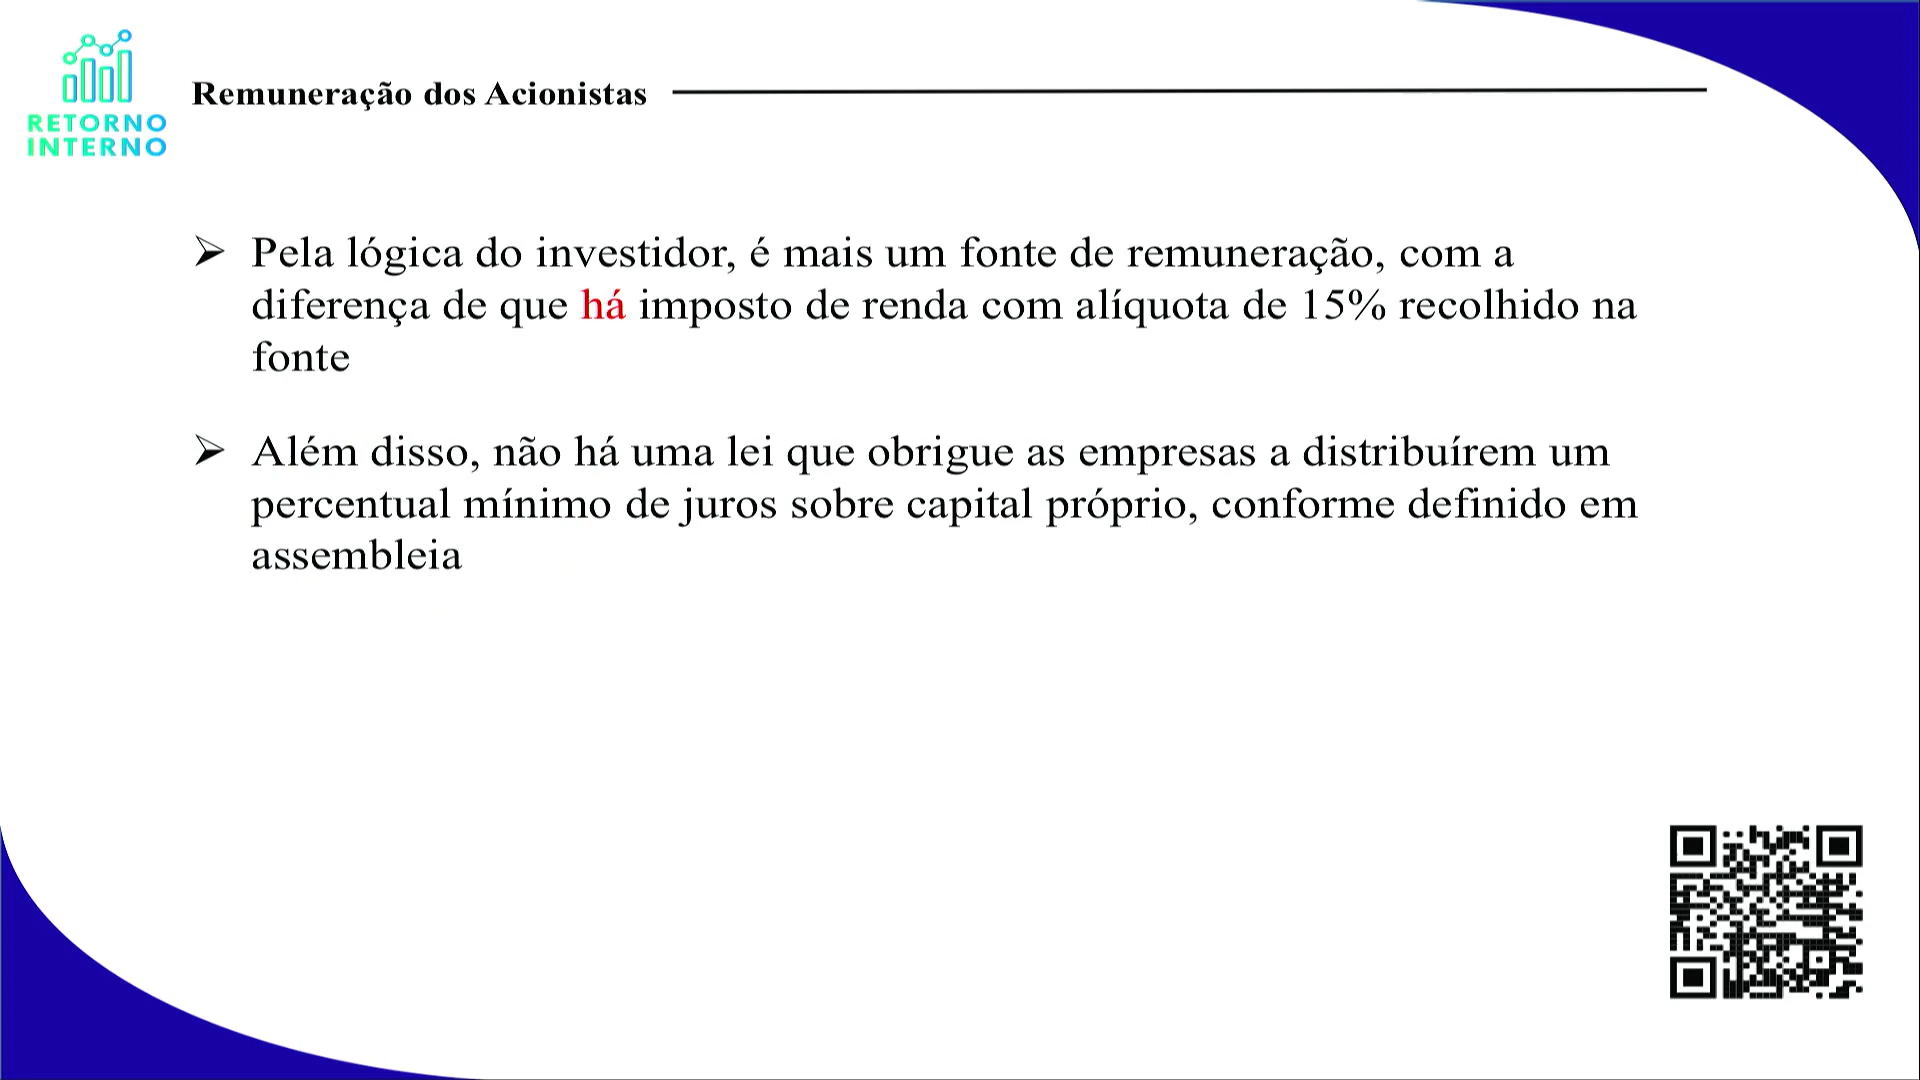 RETORNO
INTERNO
Remuneração dos Acionistas
Pela lógica do investidor, é mais um fonte de remuneração, com a
diferença de que há imposto de renda com alíquota de 15% recolhido na
fonte
Além disso, não há uma lei que obrigue as empresas a distribuírem um
percentual mínimo de juros sobre capital próprio, conforme definido em
assembleia